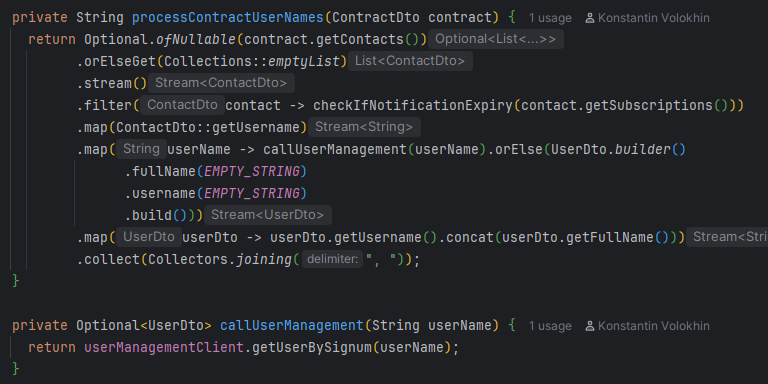 private String processContractUserNames(ContractDto contract) { 1 usage Konstantin Volokhin
return Optional.ofNullable(contract.getContacts()) Optional<List<...>>
.orElseGet(Collections::emptyList) List<ContactDto>
.stream() Stream<ContactDto>
.filter( ContactDto contact -> checkIfNotificationExpiry(contact.getSubscriptions()))
.map(ContactDto::getUsername) Stream<String>
.map( String userName -> callUserManagement(userName).orElse(UserDto.builder()
.fullName(EMPTY_STRING)
.username(EMPTY_STRING)
.build())) Stream<UserDto>
.map( UserDto userDto -> userDto.getUsername().concat(userDto.getFullName())) Stream<Stri
.collect(Collectors.joining( delimiter: ", "));
}
private Optional<UserDto> callUserManagement(String userName) { 1 usage Konstantin Volokhin
return userManagementClient.getUserBySignum(userName);
}